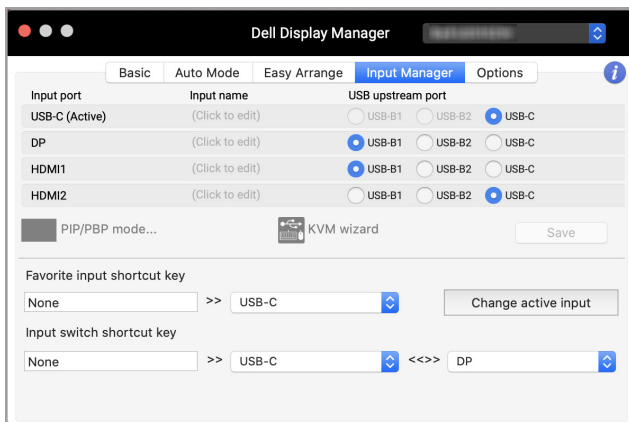 Dell Display Manager
Basic Auto Mode Easy Arrange Input Manager Options i
Input port Input name USB upstream port
USB-C (Active) (Click to edit) USB-B1 USB-B2 USB-C
DP (Click to edit) USB-B1 USB-B2 USB-C
HDMI1 (Click to edit) USB-B1 USB-B2 USB-C
HDMI2 (Click to edit) USB-B1 USB-B2 USB-C
PIP/PBP mode... KVM wizard Save
Favorite input shortcut key
None >> USB-C Change active input
Input switch shortcut key
None >> USB-C <<>> DP